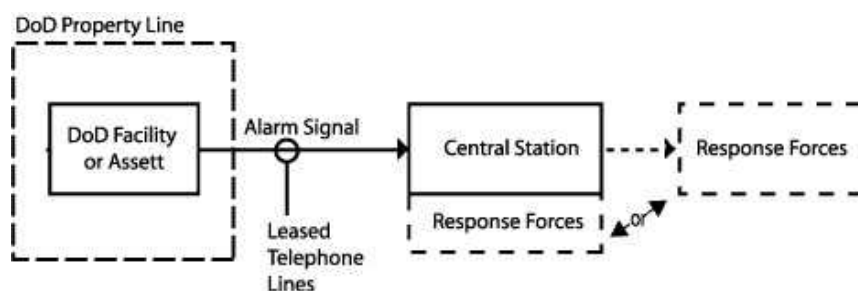 DoD Property Line
DoD Facility
or Assett
Alarm Signal
Leased
Telephone
Lines
Central Station
Response Forces
or
Response Forces